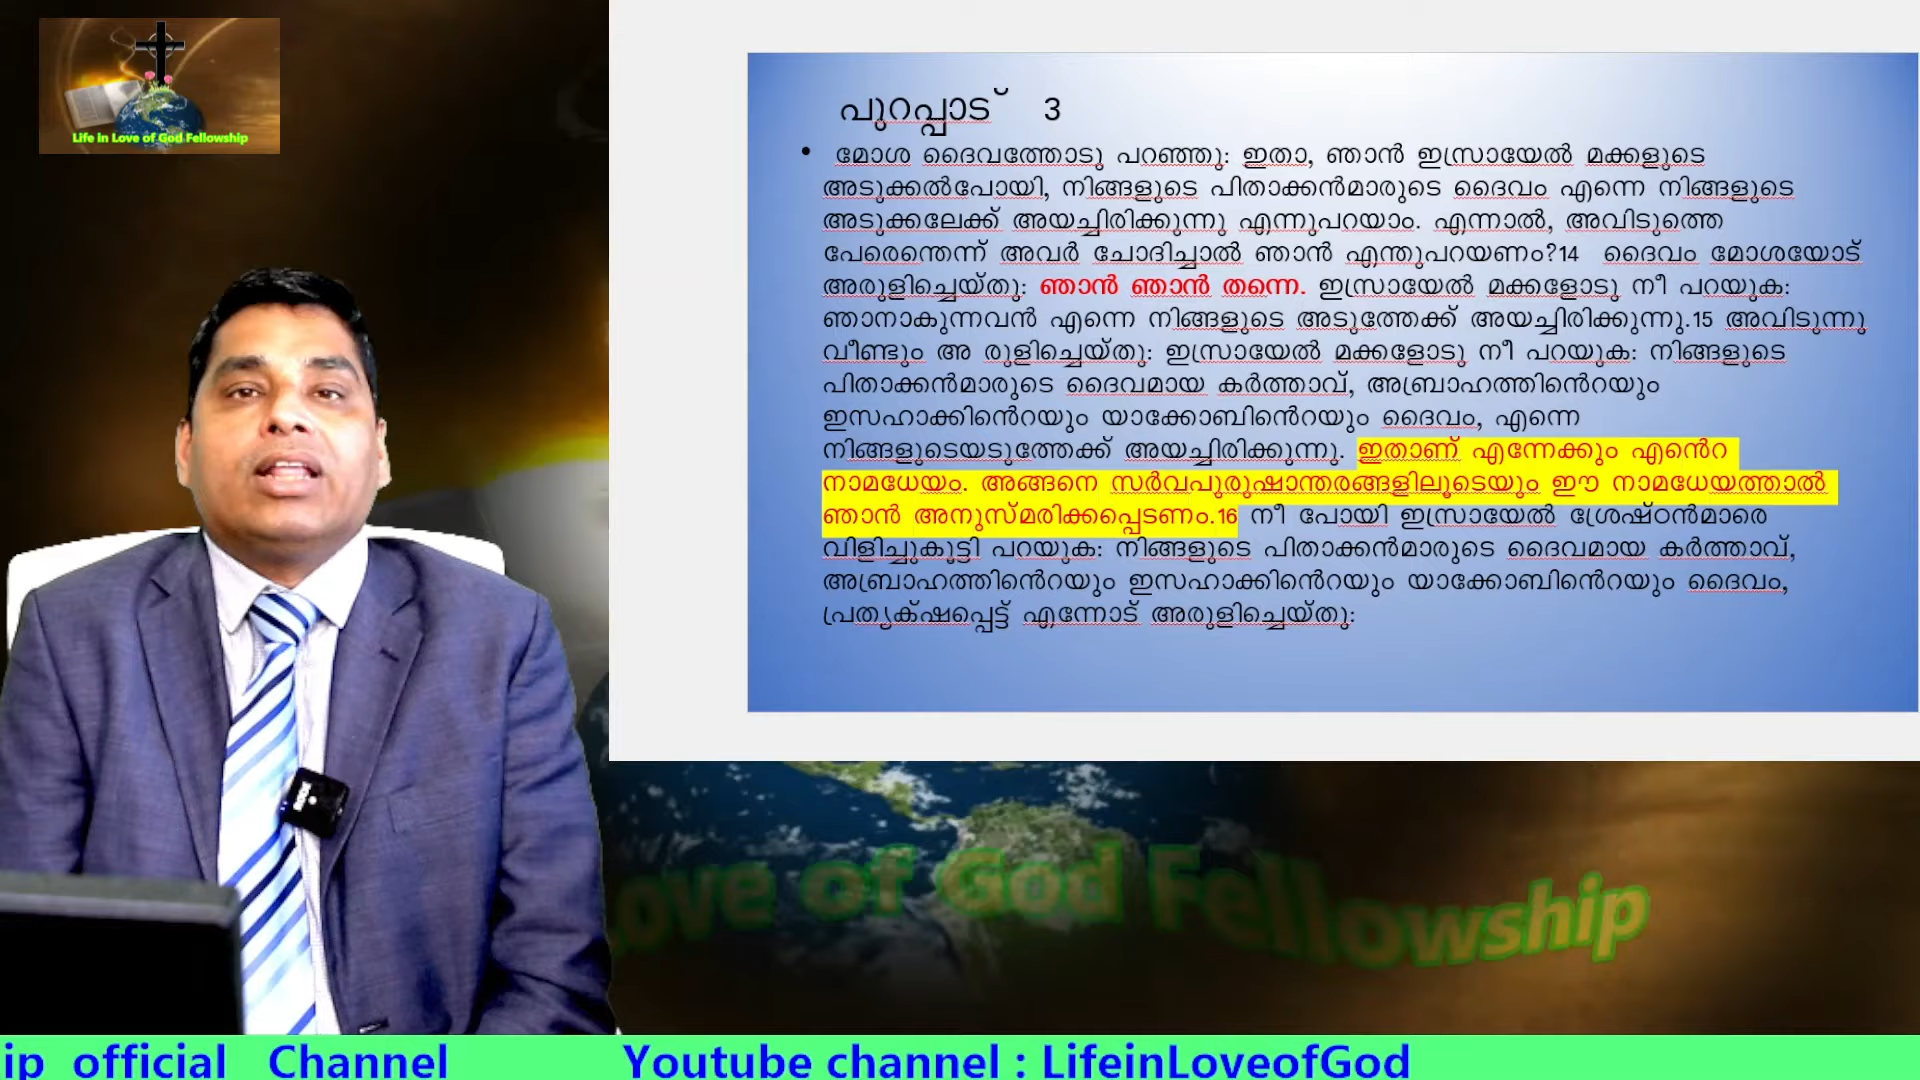 Life in Love of God Fellowship
പുറപ്പാട് 3
• മോശ ദൈവത്തോടു പറഞ്ഞു: ഇതാ, ഞാൻ ഇസ്രായേൽ മക്കളുടെ
അടുക്കൽപോയി, നിങ്ങളുടെ പിതാക്കൻമാരുടെ ദൈവം എന്നെ നിങ്ങളുടെ
അടുക്കലേക്ക് അയച്ചിരിക്കുന്നു എന്നുപറയാം. എന്നാൽ, അവിടുത്തെ
പേരെന്തെന്ന് അവർ ചോദിച്ചാൽ ഞാൻ എന്തുപറയണം?14 ദൈവം മോശയോട്
അരുളിച്ചെയ്തു: ഞാൻ ഞാൻ തന്നെ. ഇസ്രായേൽ മക്കളോടു നീ പറയുക:
ഞാനാകുന്നവൻ എന്നെ നിങ്ങളുടെ അടുത്തേക്ക് അയച്ചിരിക്കുന്നു.15 അവിടുന്നു
വീണ്ടും അ രുളിച്ചെയ്തു: ഇസ്രായേൽ മക്കളോടു നീ പറയുക: നിങ്ങളുടെ
പിതാക്കൻമാരുടെ ദൈവമായ കർത്താവ്, അബ്രാഹത്തിൻെറയും
ഇസഹാക്കിൻെറയും യാക്കോബിൻെറയും ദൈവം, എന്നെ
നിങ്ങളുടെയടുത്തേക്ക് അയച്ചിരിക്കുന്നു. ഇതാണ് എന്നേക്കും എൻെറ
നാമധേയം. അങ്ങനെ സർവപുരുഷാന്തരങ്ങളിലൂടെയും ഈ നാമധേയത്താൽ
ഞാൻ അനുസ്മരിക്കപ്പെടണം.16 നീ പോയി ഇസ്രായേൽ ശ്രേഷ്ഠൻമാരെ
വിളിച്ചുകൂട്ടി പറയുക: നിങ്ങളുടെ പിതാക്കൻമാരുടെ ദൈവമായ കർത്താവ്,
അബ്രാഹത്തിൻെറയും ഇസഹാക്കിൻെറയും യാക്കോബിൻെറയും ദൈവം,
പ്രത്യക്ഷപ്പെട്ട് എന്നോട് അരുളിച്ചെയ്തു:
Love of God Fellowship
ip official Channel Youtube channel : LifeinLoveofGod